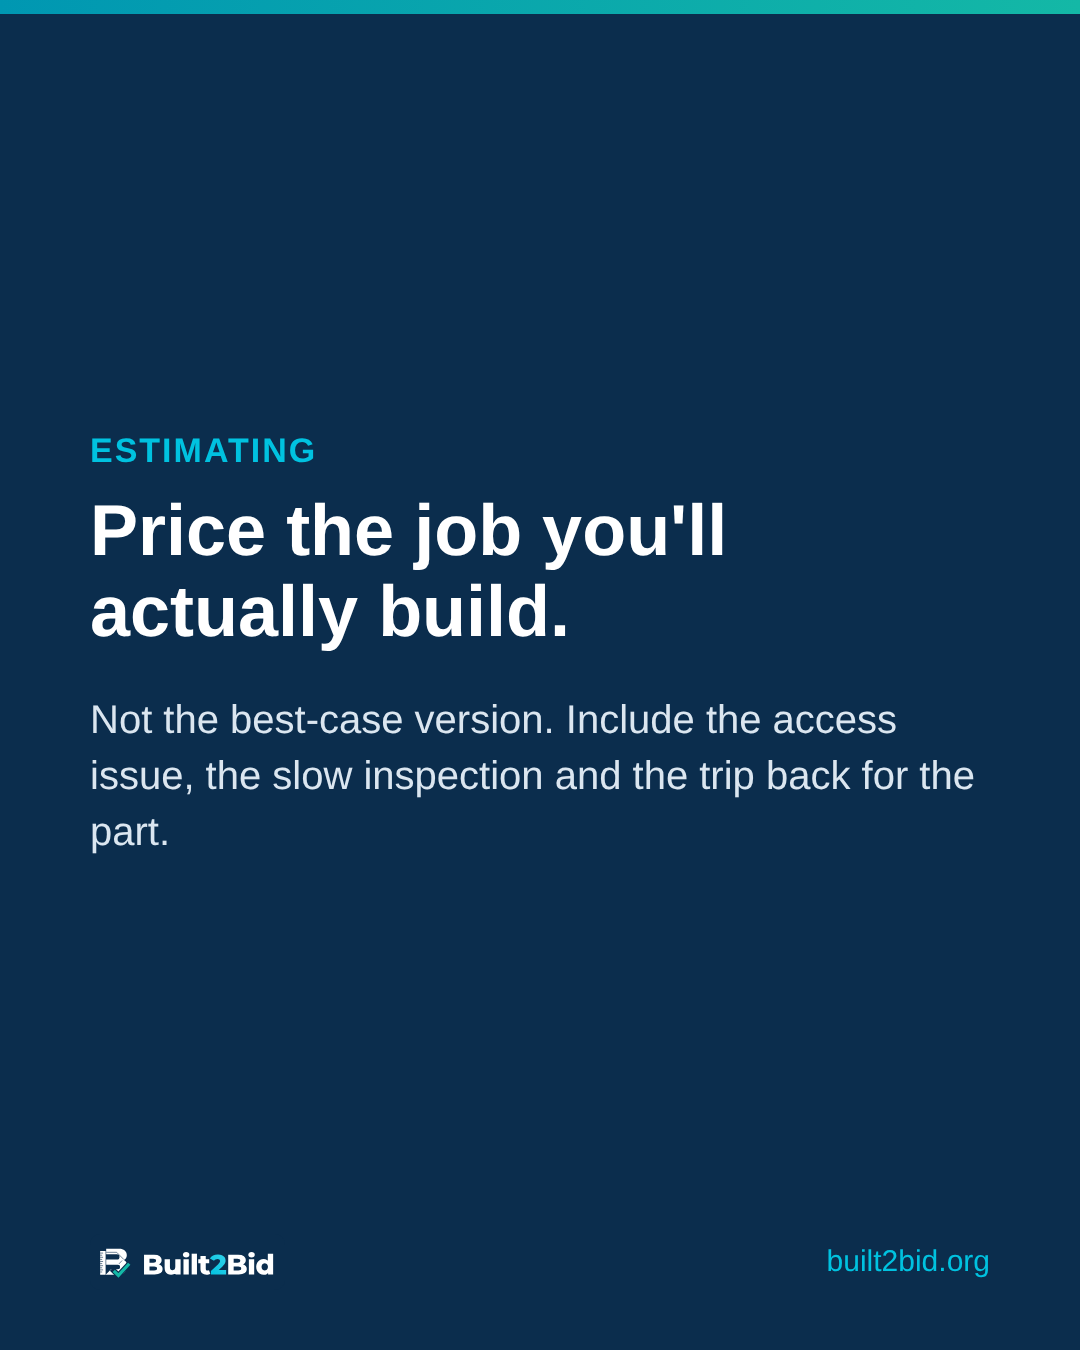 ESTIMATING
Price the job you'll
actually build.
Not the best-case version. Include the access
issue, the slow inspection and the trip back for the
part.
Built2Bid
built2bid.org